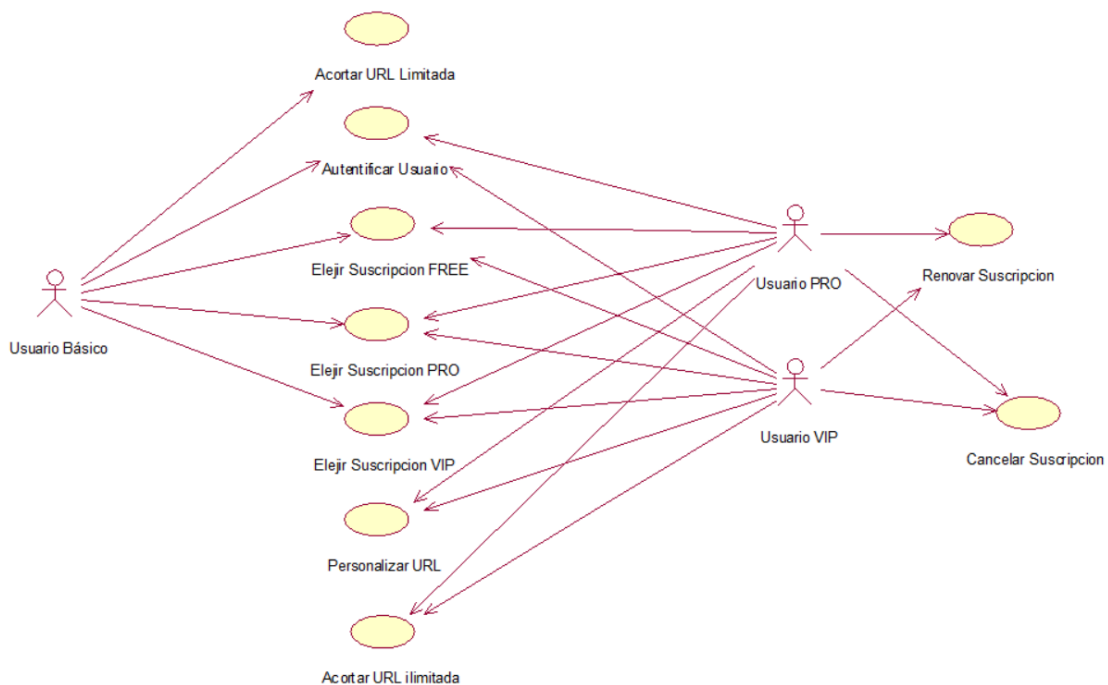 Acortar URL Limitada
Autentificar Usuario
Elejir Suscripcion FREE
Usuario PRO
Renovar Suscripcion
Usuario Básico
Elejir Suscripcion PRO
Usuario VIP
Elejir Suscripcion VIP
Cancelar Suscripcion
Personalizar URL
Acortar URL ilimitada